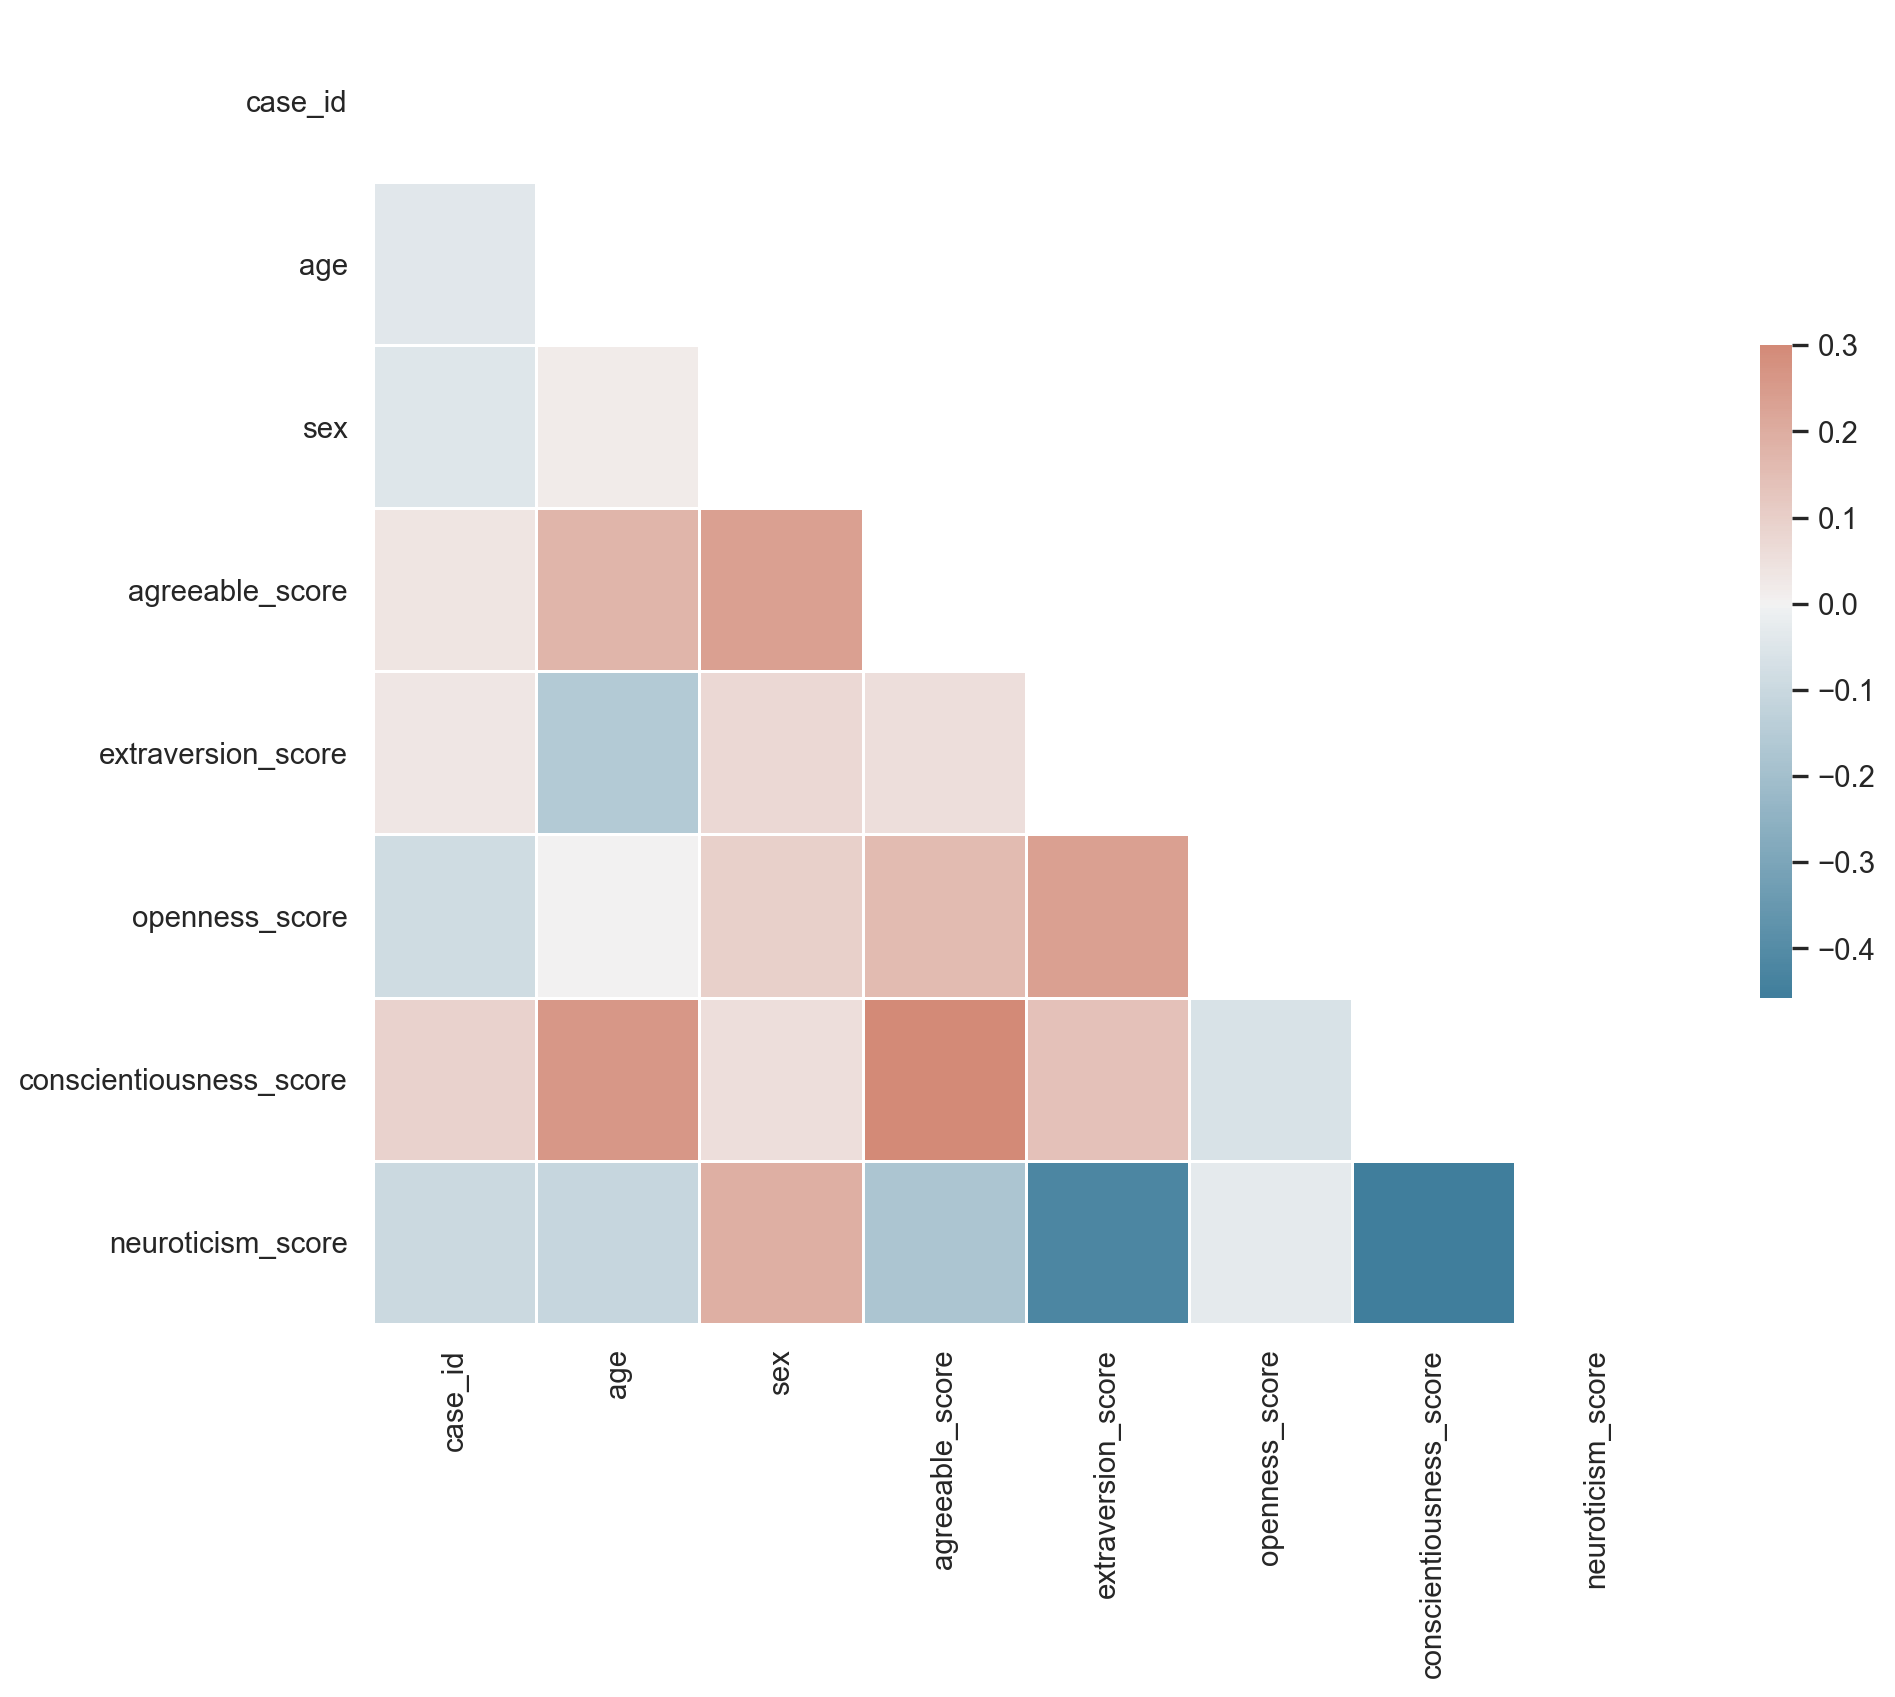 case_id
age
sex
agreeable_score
extraversion_score
openness_score
conscientiousness_score
neuroticism_score
case_id
age
sex
agreeable_score
extraversion_score
openness_score
conscientiousness_score
neuroticism_score
0.3
0.2
0.1
0.0
−0.1
−0.2
−0.3
−0.4